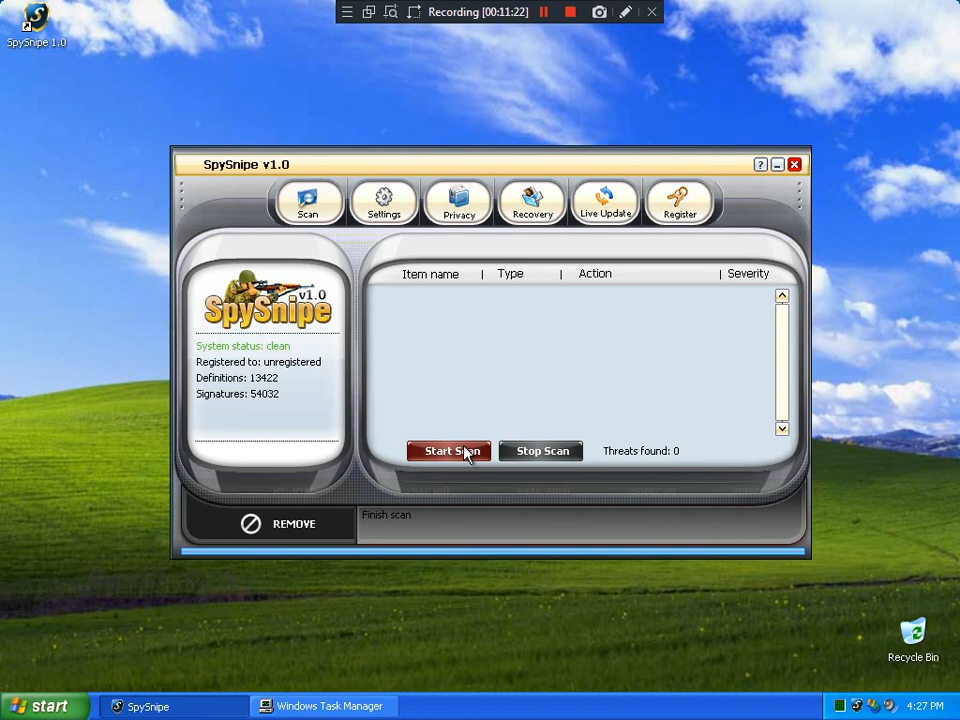 Recording [00:11:22]
SpySnipe 1.0
SpySnipe v1.0
?
Scan
Settings
Privacy
Recovery
Live Update
Register
Item name | Type | Action | Severity
v1.0
SpySnipe
System status: clean
Registered to: unregistered
Definitions: 13422
Signatures: 54032
Start Scan
Stop Scan
Threats found: 0
REMOVE
Finish scan
Recycle Bin
start
SpySnipe
Windows Task Manager
4:27 PM